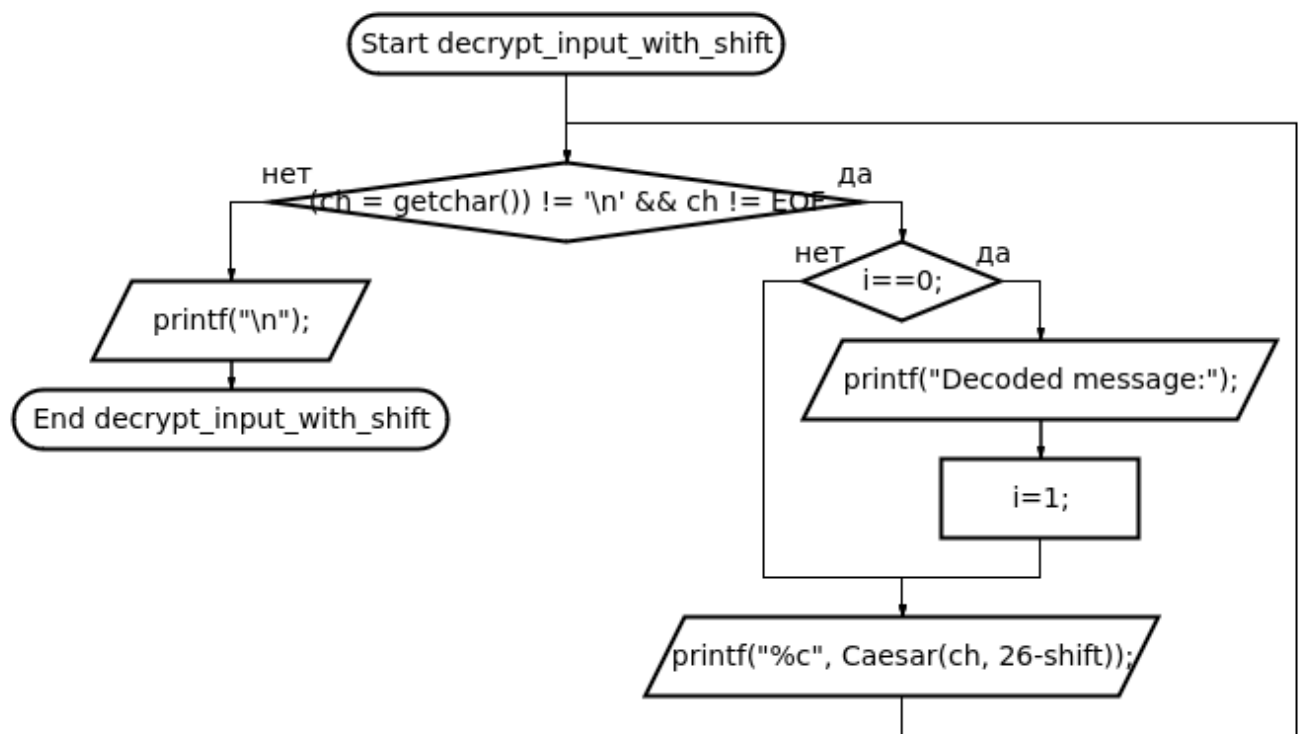 Start decrypt_input_with_shift
нет
да
(ch = getchar()) != '\n' && ch != EOF
нет
да
i==0;
printf("\n");
printf("Decoded message:");
End decrypt_input_with_shift
i=1;
printf("%c", Caesar(ch, 26-shift));